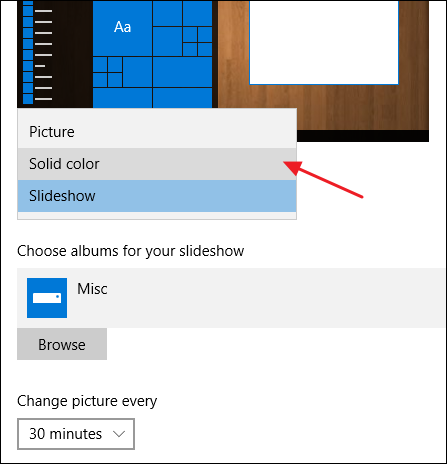 Aa
Picture
Solid color
Slideshow
Choose albums for your slideshow
Misc
Browse
Change picture every
30 minutes